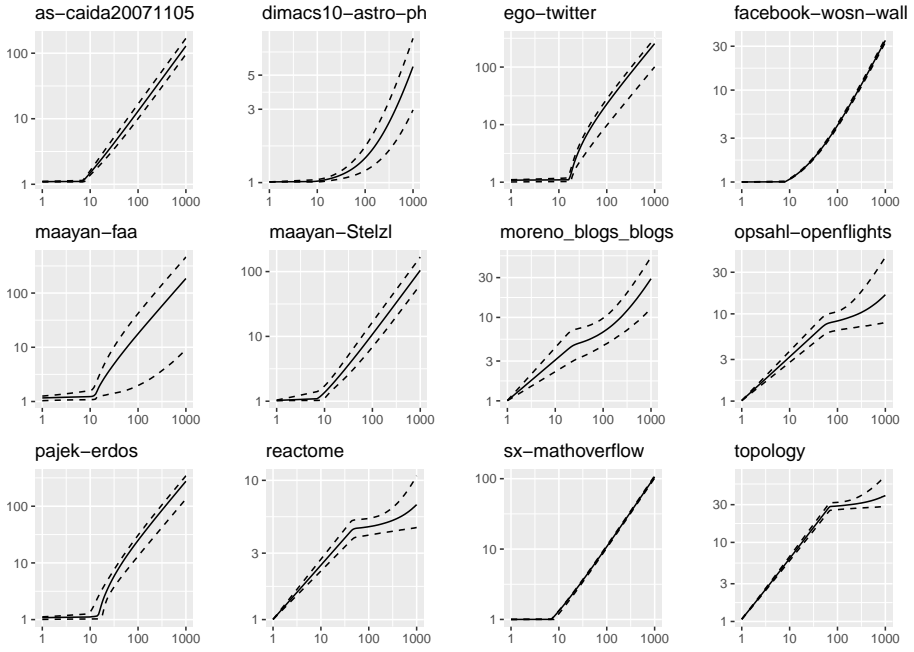 as−caida20071105
dimacs10−astro−ph
ego−twitter
facebook−wosn−wall
100
10
1
1 10 100 1000
5
3
1
1 10 100 1000
100
10
1
1 10 100 1000
30
10
3
1
1 10 100 1000
maayan−faa
maayan−Stelzl
moreno_blogs_blogs
opsahl−openflights
100
10
1
1 10 100 1000
100
10
1
1 10 100 1000
30
10
3
1
1 10 100 1000
30
10
3
1
1 10 100 1000
pajek−erdos
reactome
sx−mathoverflow
topology
100
10
1
1 10 100 1000
10
3
1
1 10 100 1000
100
10
1
1 10 100 1000
30
10
3
1
1 10 100 1000